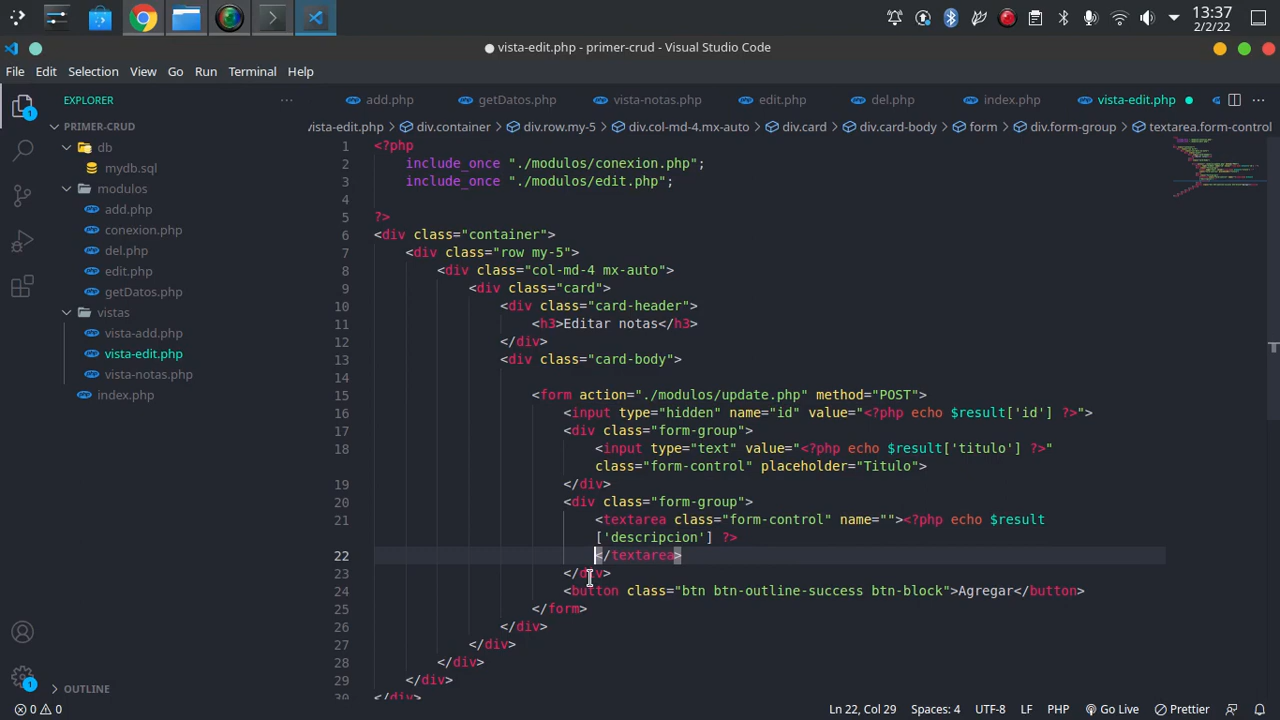 13:37
2/2/22
vista-edit.php - primer-crud - Visual Studio Code
File Edit Selection View Go Run Terminal Help
EXPLORER
add.php getDatos.php vista-notas.php edit.php del.php index.php vista-edit.php
PRIMER-CRUD
vista-edit.php > div.container > div.row.my-5 > div.col-md-4.mx-auto > div.card > div.card-body > form > div.form-group > textarea.form-control
db
mydb.sql
modulos
add.php
conexion.php
del.php
edit.php
getDatos.php
vistas
vista-add.php
vista-edit.php
vista-notas.php
index.php
OUTLINE
1 <?php
2 include_once "./modulos/conexion.php";
3 include_once "./modulos/edit.php";
4
5 ?>
6 <div class="container">
7 <div class="row my-5">
8 <div class="col-md-4 mx-auto">
9 <div class="card">
10 <div class="card-header">
11 <h3>Editar notas</h3>
12 </div>
13 <div class="card-body">
14
15 <form action="./modulos/update.php" method="POST">
16 <input type="hidden" name="id" value="<?php echo $result['id'] ?>">
17 <div class="form-group">
18 <input type="text" value="<?php echo $result['titulo'] ?>"
class="form-control" placeholder="Titulo">
19 </div>
20 <div class="form-group">
21 <textarea class="form-control" name=""><?php echo $result
['descripcion'] ?>
22 </textarea>
23 </div>
24 <button class="btn btn-outline-success btn-block">Agregar</button>
25 </form>
26 </div>
27 </div>
28 </div>
29 </div>
30 </div>
1
1
0 0 Ln 22, Col 29 Spaces: 4 UTF-8 LF PHP Go Live Prettier